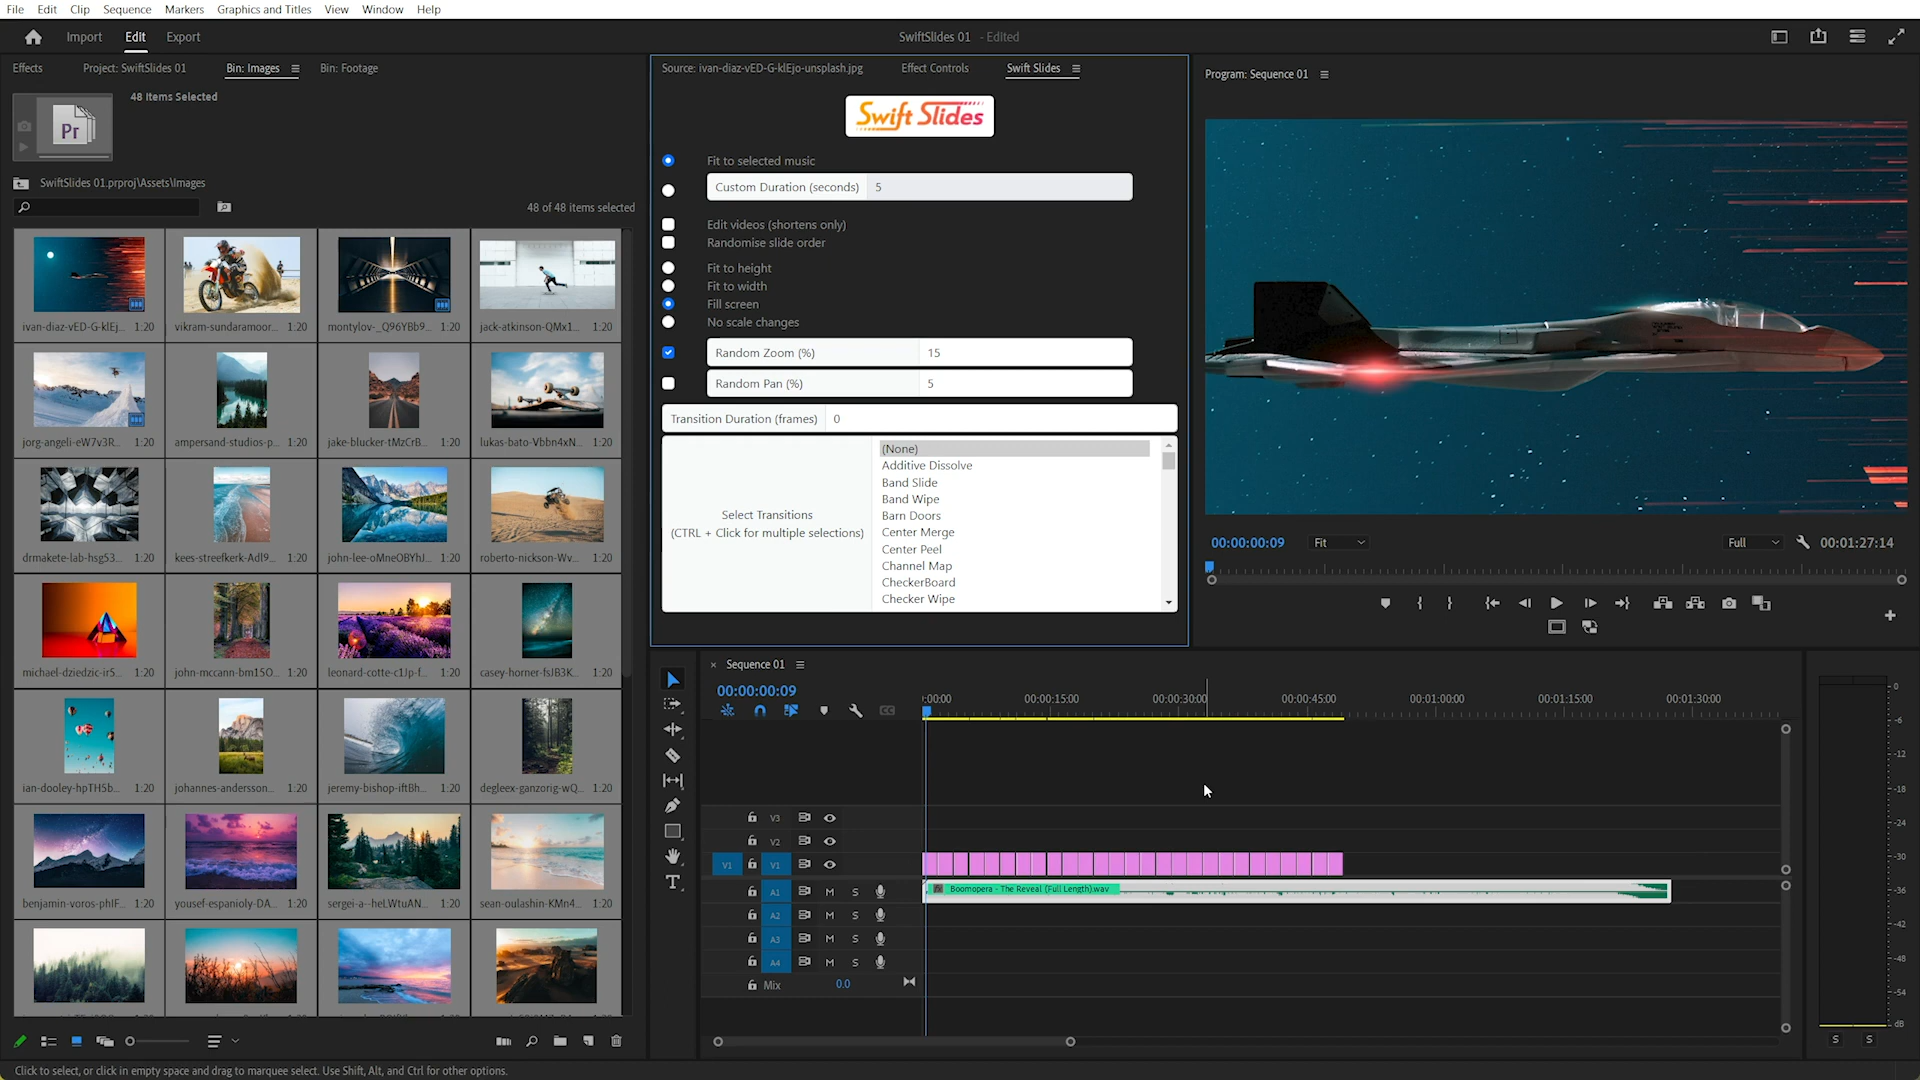 File Edit Clip Sequence Markers Graphics and Titles View Window Help
Import Edit Export
SwiftSlides 01 - Edited
Effects Project: SwiftSlides 01 Bin: Images Bin: Footage
48 Items Selected
Pr
SwiftSlides 01.prproj\Assets\Images
48 of 48 items selected
ivan-diaz-vED-G-klEj... 1:20 vikram-sundaramoor... 1:20 montylov-_Q96YBb9... 1:20 jack-atkinson-QMx1... 1:20
jorg-angeli-eW7v3R... 1:20 ampersand-studios-p... 1:20 jake-blucker-tMzCrB... 1:20 lukas-bato-Vbbn4xN... 1:20
drmakete-lab-hsg53... 1:20 kees-streefkerk-Adl9... 1:20 john-lee-oMneOBYhJ... 1:20 roberto-nickson-Wv... 1:20
michael-dziedzic-ir5... 1:20 john-mccann-bm15O... 1:20 leonard-cotte-c1Jp-f... 1:20 casey-horner-fsJB3K... 1:20
ian-dooley-hpTH5b... 1:20 johannes-andersson... 1:20 jeremy-bishop-iftBh... 1:20 degleex-ganzorig-wQ... 1:20
benjamin-voros-phIF... 1:20 yousef-espanioly-DA... 1:20 sergei-a--heLWtuAN... 1:20 sean-oulashin-KMn4... 1:20
Source: ivan-diaz-vED-G-klEjo-unsplash.jpg Effect Controls Swift Slides
Swift Slides
Fit to selected music
Custom Duration (seconds) 5
Edit videos (shortens only)
Randomise slide order
Fit to height
Fit to width
Fill screen
No scale changes
Random Zoom (%) 15
Random Pan (%) 5
Transition Duration (frames) 0
Select Transitions
(CTRL + Click for multiple selections)
(None)
Additive Dissolve
Band Slide
Band Wipe
Barn Doors
Center Merge
Center Peel
Channel Map
CheckerBoard
Checker Wipe
Program: Sequence 01
00:00:00:09 Fit Full 00:01:27:14
× Sequence 01
00:00:00:09
:00:00 00:00:15:00 00:00:30:00 00:00:45:00 00:01:00:00 00:01:15:00 00:01:30:00
CC
V3
V2
V1 V1
A1 M S Boomopera - The Reveal (Full Length).wav
A2 M S
A3 M S
A4 M S
Mix 0.0
0
-6
-12
-18
-24
-30
-36
-42
-48
-54
dB
S S
Click to select, or click in empty space and drag to marquee select. Use Shift, Alt, and Ctrl for other options.